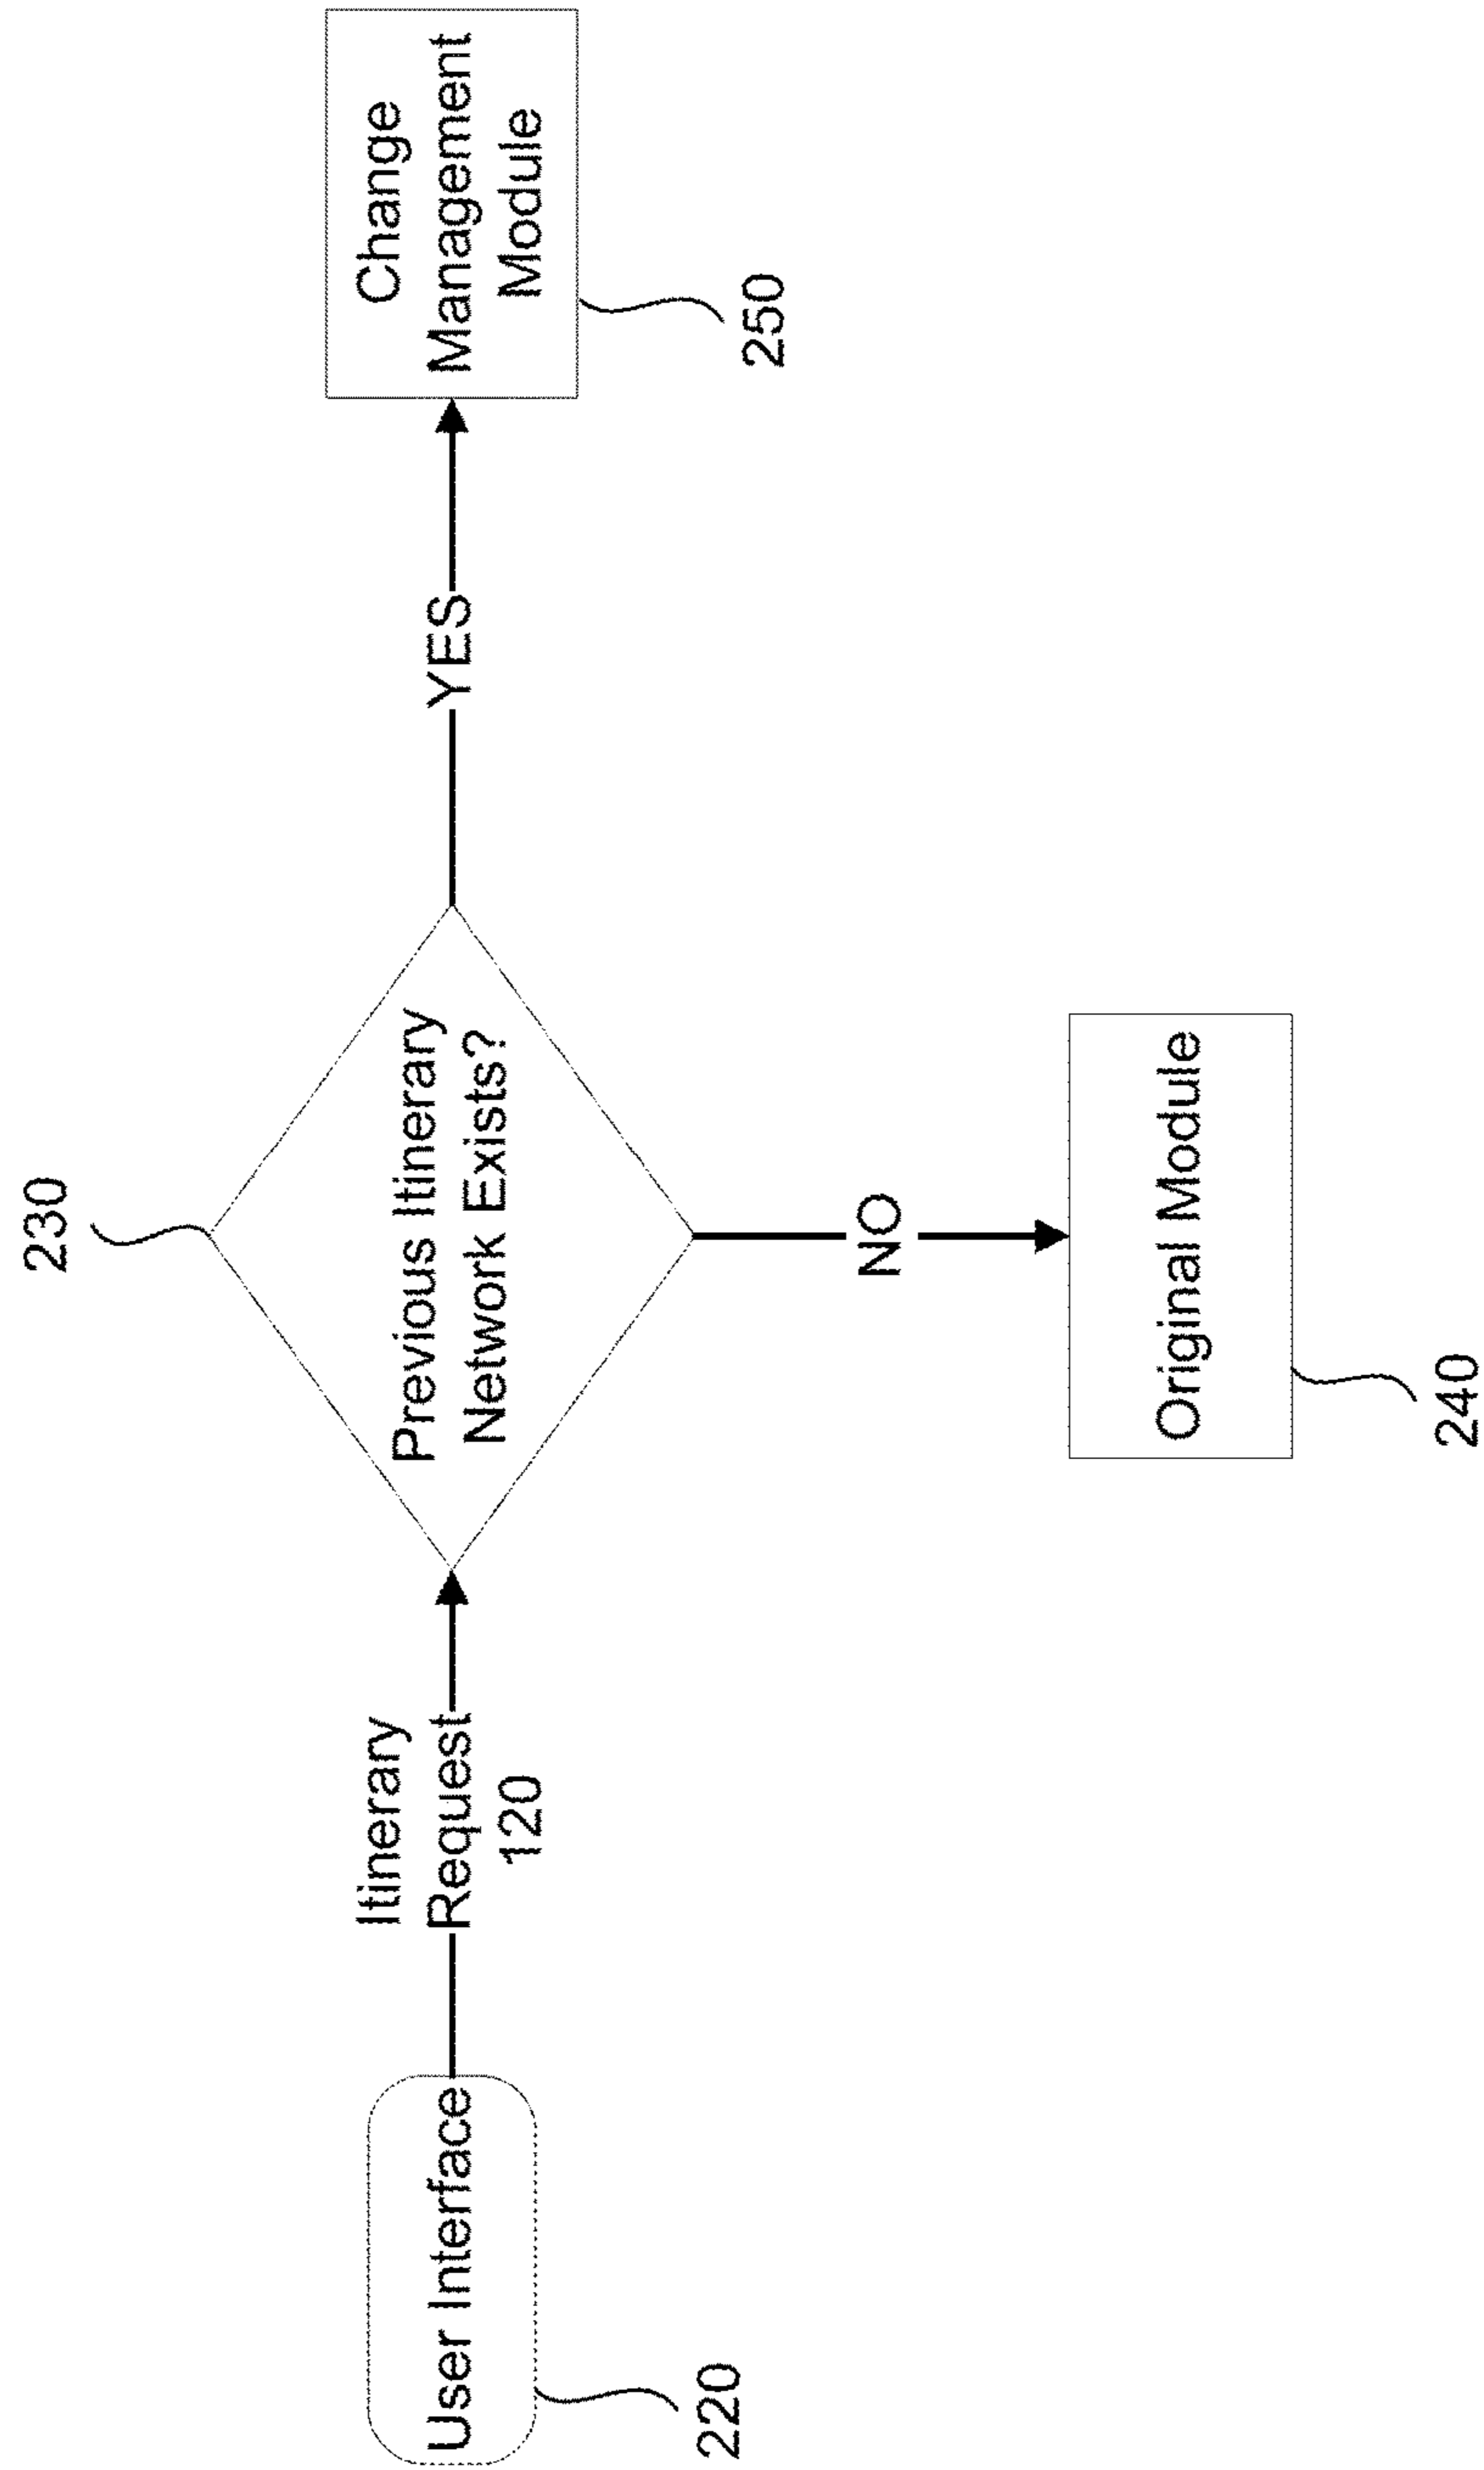 230
Previous Itinerary
Network Exists?
User Interface
220
Itinerary
Request
120
YES
Change
Management
Module
250
NO
Original Module
240